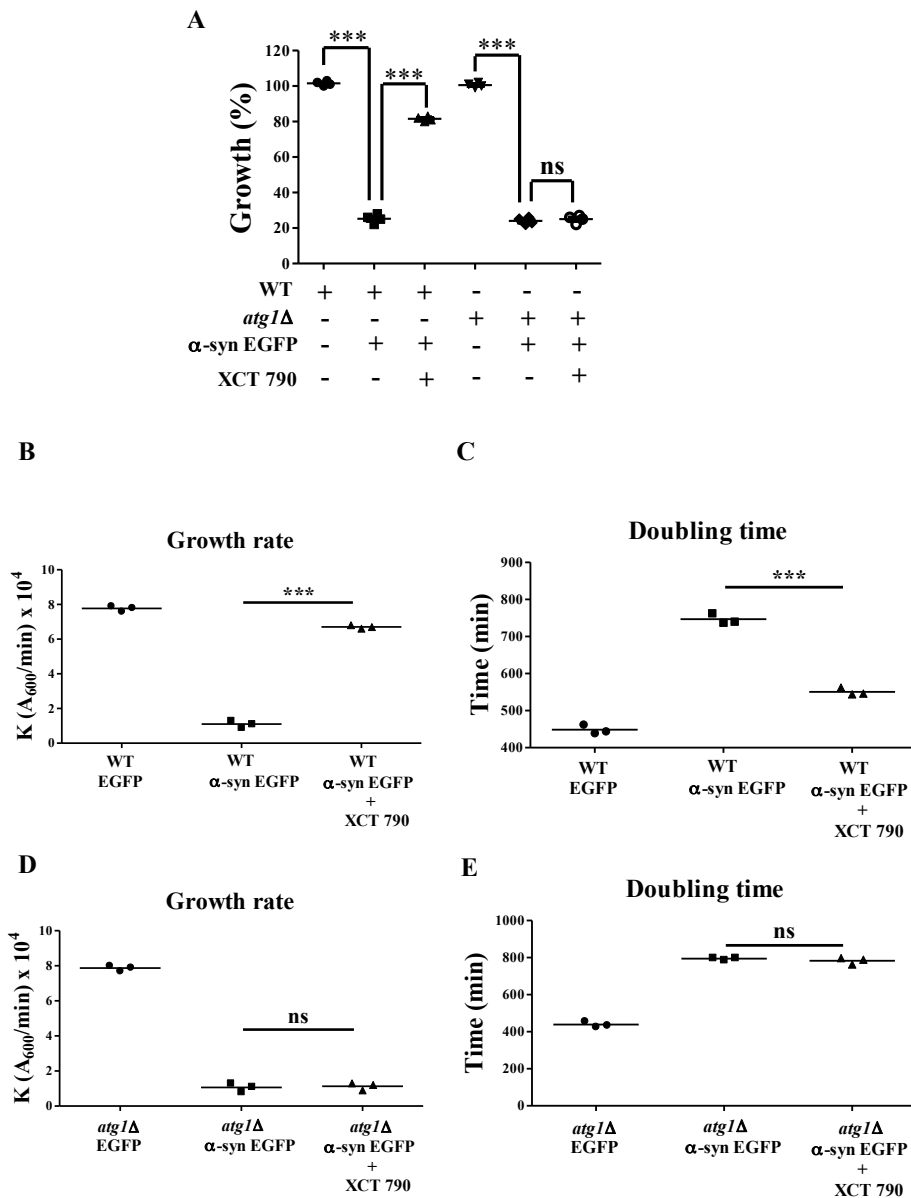 A
*** *** ***
ns
Growth (%)
120
100
80
60
40
20
0
WT + + + - - -
atg1Δ - - - + + +
α-syn EGFP - + + - + +
XCT 790 - - + - - +
B
Growth rate
K (A600/min) x 10⁴
10
8
6
4
2
0
***
WT
EGFP
WT
α-syn EGFP
WT
α-syn EGFP
+
XCT 790
C
Doubling time
Time (min)
900
800
700
600
500
400
***
WT
EGFP
WT
α-syn EGFP
WT
α-syn EGFP
+
XCT 790
D
Growth rate
K (A600/min) x 10⁴
10
8
6
4
2
0
ns
atg1Δ
EGFP
atg1Δ
α-syn EGFP
atg1Δ
α-syn EGFP
+
XCT 790
E
Doubling time
Time (min)
1000
800
600
400
200
0
ns
atg1Δ
EGFP
atg1Δ
α-syn EGFP
atg1Δ
α-syn EGFP
+
XCT 790